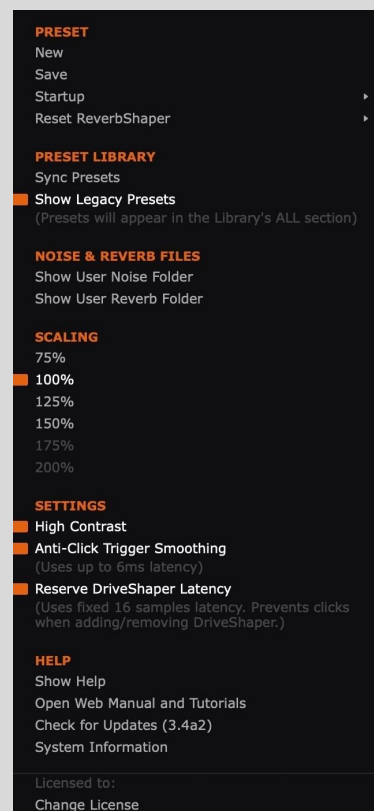 PRESET
New
Save
Startup
Reset ReverbShaper
PRESET LIBRARY
Sync Presets
Show Legacy Presets
(Presets will appear in the Library's ALL section)
NOISE & REVERB FILES
Show User Noise Folder
Show User Reverb Folder
SCALING
75%
100%
125%
150%
175%
200%
SETTINGS
High Contrast
Anti-Click Trigger Smoothing
(Uses up to 6ms latency)
Reserve DriveShaper Latency
(Uses fixed 16 samples latency. Prevents clicks
when adding/removing DriveShaper.)
HELP
Show Help
Open Web Manual and Tutorials
Check for Updates (3.4a2)
System Information
Licensed to:
Change License